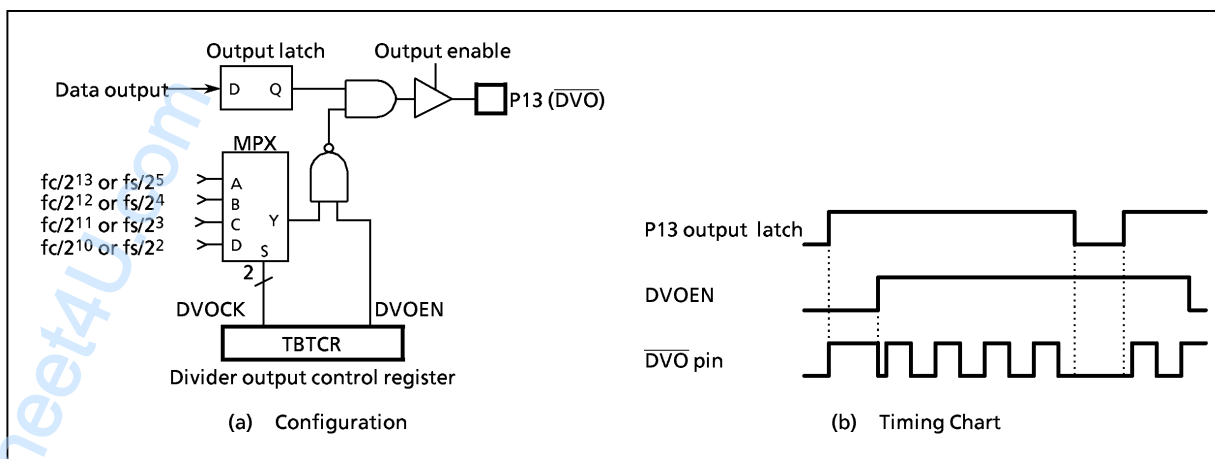 Output latch
Output enable
Data output
D Q
P13 (DVO)
MPX
fc/2^13 or fs/2^5
fc/2^12 or fs/2^4
fc/2^11 or fs/2^3
fc/2^10 or fs/2^2
A
B
C
D
Y
S
2
DVOCK
DVOEN
TBTCR
Divider output control register
(a) Configuration
P13 output latch
DVOEN
DVO pin
(b) Timing Chart
neet4U.com